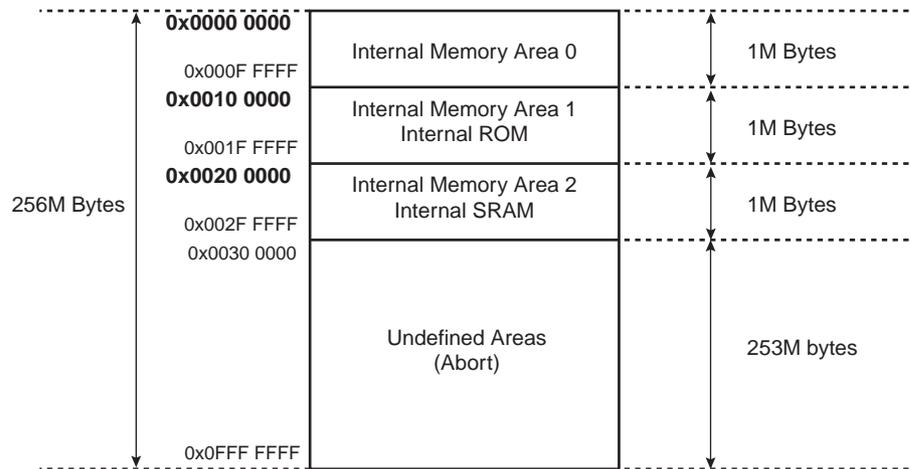 0x0000 0000
Internal Memory Area 0
1M Bytes
0x000F FFFF
0x0010 0000
Internal Memory Area 1
Internal ROM
1M Bytes
0x001F FFFF
0x0020 0000
Internal Memory Area 2
Internal SRAM
1M Bytes
256M Bytes
0x002F FFFF
0x0030 0000
Undefined Areas
(Abort)
253M bytes
0x0FFF FFFF